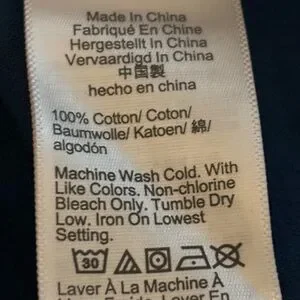 Made In China
Fabriqué En China
Hergestellt In China
Vervaardigd In China
中国製
hecho en china
100% Cotton/ Coton/
Baumwolle/ Katoen/ 綿/
algodón
Machine Wash Cold. With
Like Colors. Non-chlorine
Bleach Only. Tumble Dry
Low. Iron On Lowest
Setting.
30
Laver À La Machine À